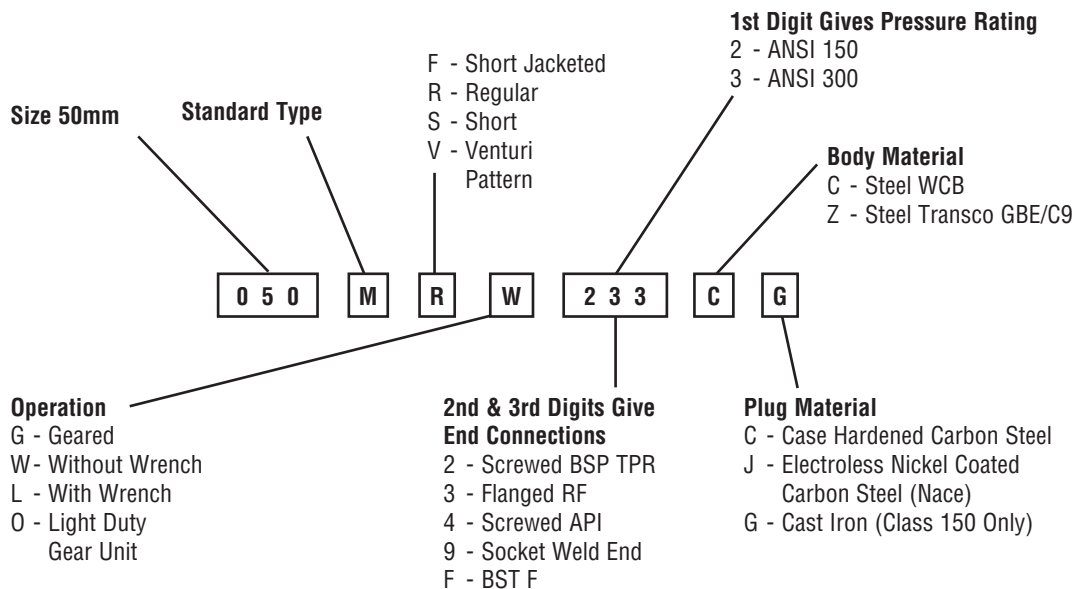 1st Digit Gives Pressure Rating
2 - ANSI 150
3 - ANSI 300
F - Short Jacketed
R - Regular
S - Short
V - Venturi
Pattern
Size 50mm
Standard Type
Body Material
C - Steel WCB
Z - Steel Transco GBE/C9
0 5 0 M R W 2 3 3 C G
Operation
G - Geared
W - Without Wrench
L - With Wrench
O - Light Duty
Gear Unit
2nd & 3rd Digits Give
End Connections
2 - Screwed BSP TPR
3 - Flanged RF
4 - Screwed API
9 - Socket Weld End
F - BST F
Plug Material
C - Case Hardened Carbon Steel
J - Electroless Nickel Coated
Carbon Steel (Nace)
G - Cast Iron (Class 150 Only)